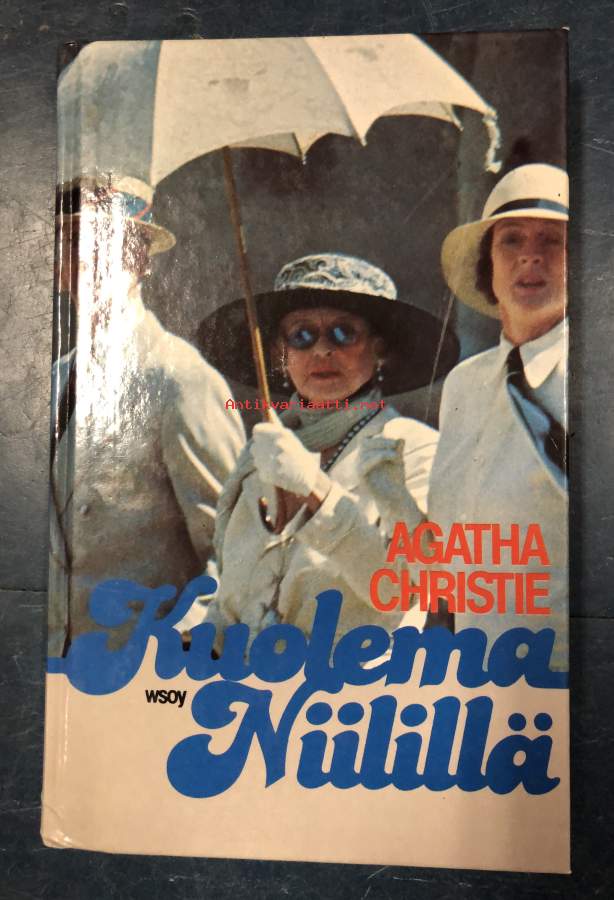 Antikvariaatti.net
AGATHA
CHRISTIE
Kuolema
wsoy
Niilillä